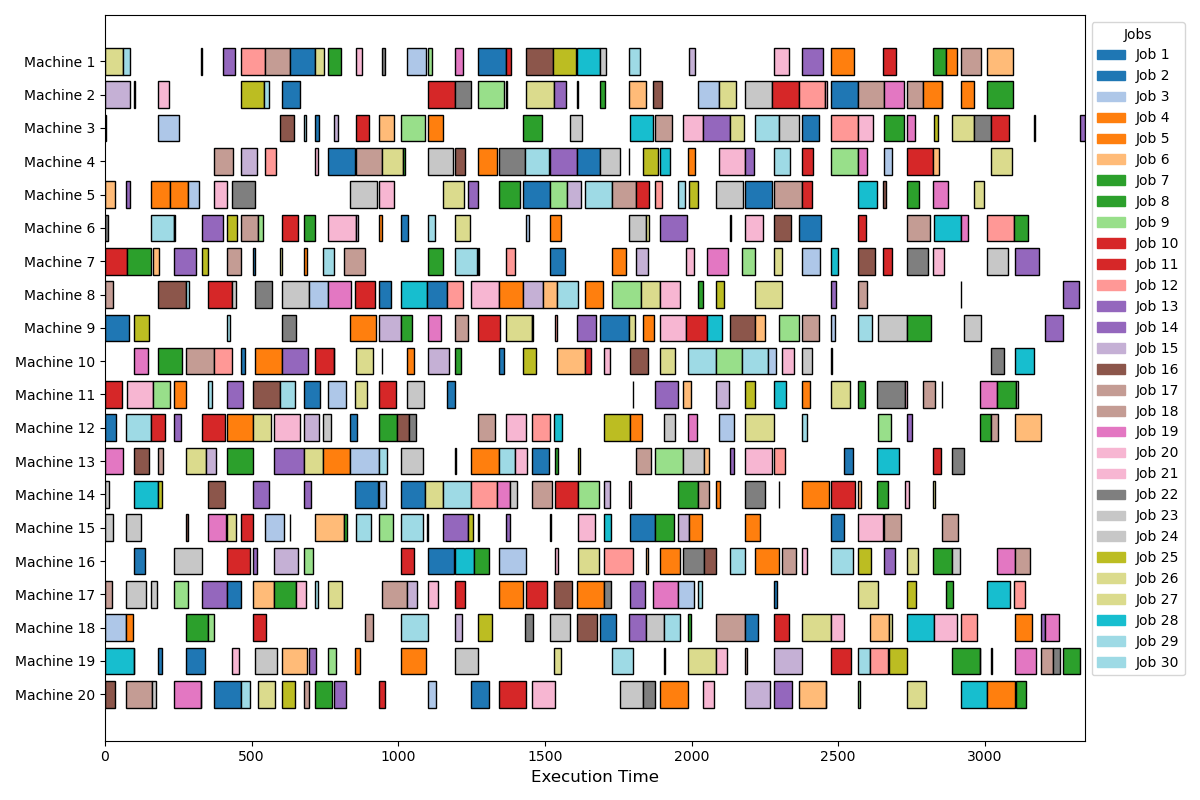 Machine 1
Machine 2
Machine 3
Machine 4
Machine 5
Machine 6
Machine 7
Machine 8
Machine 9
Machine 10
Machine 11
Machine 12
Machine 13
Machine 14
Machine 15
Machine 16
Machine 17
Machine 18
Machine 19
Machine 20
0 500 1000 1500 2000 2500 3000
Execution Time
Jobs
Job 1
Job 2
Job 3
Job 4
Job 5
Job 6
Job 7
Job 8
Job 9
Job 10
Job 11
Job 12
Job 13
Job 14
Job 15
Job 16
Job 17
Job 18
Job 19
Job 20
Job 21
Job 22
Job 23
Job 24
Job 25
Job 26
Job 27
Job 28
Job 29
Job 30